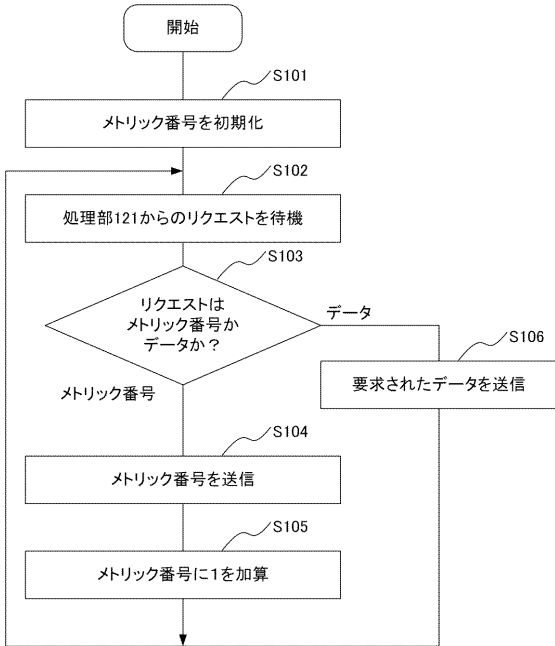 開始
S101
メトリック番号を初期化
S102
処理部121からのリクエストを待機
S103
リクエストは
メトリック番号か
データか？
データ
S106
要求されたデータを送信
メトリック番号
S104
メトリック番号を送信
S105
メトリック番号に1を加算